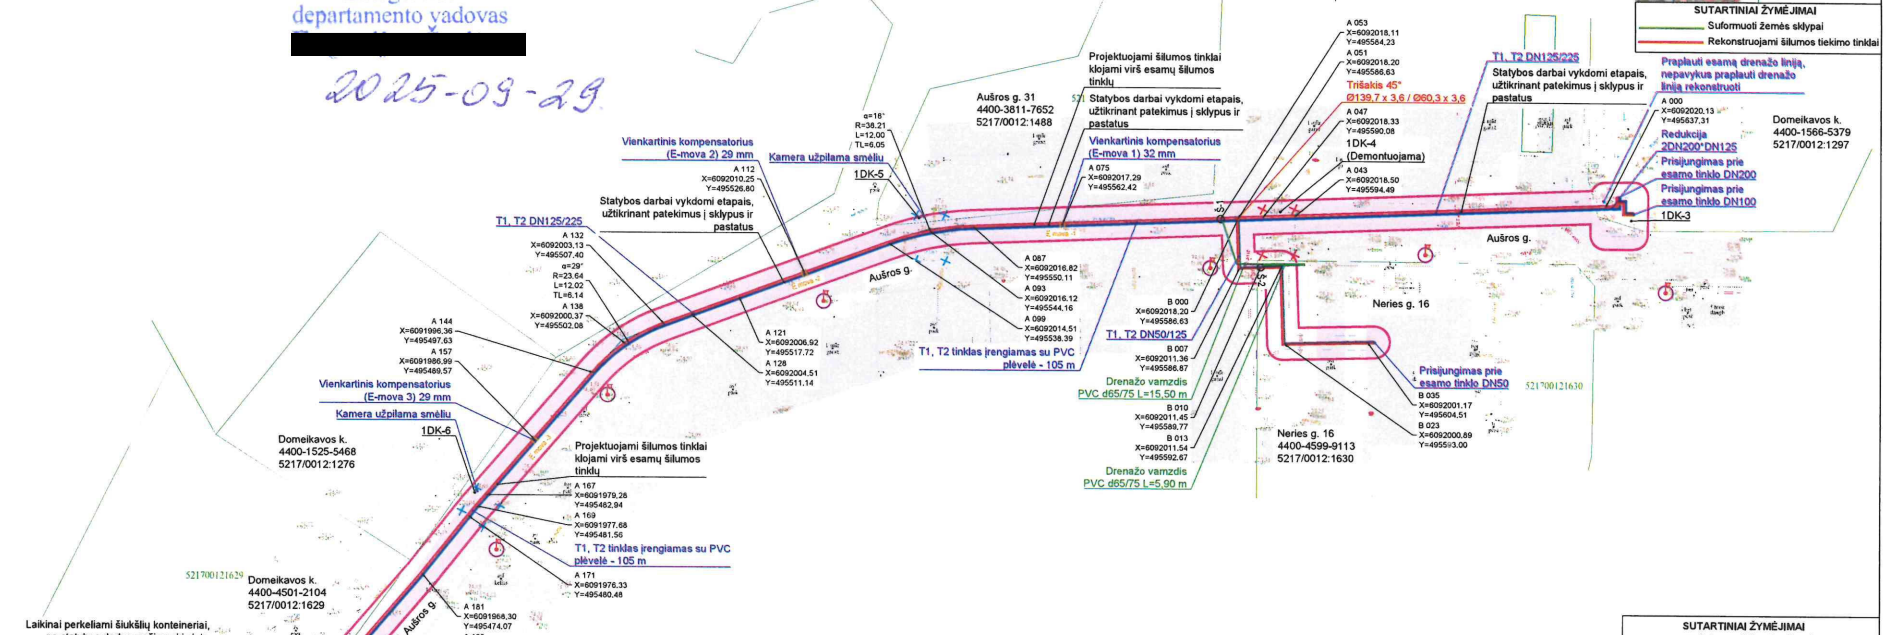 departamento vadovas
2025-09-29
SUTARTINIAI ŽYMĖJIMAI
Suformuoti žemės sklypai
Rekonstruojami šilumos tiekimo tinklai
A 053
X=6092018,11
Y=495584,23
A 051
X=6092018,20
Y=495586,63
Trišakis 45°
Ø139,7 x 3,6 / Ø60,3 x 3,6
A 047
X=6092018,33
Y=495590,08
1DK-4
(Demontuojama)
A 043
X=6092018,50
Y=495594,49
T1, T2 DN125/225
Statybos darbai vykdomi etapais,
užtikrinant patekimus į sklypus ir
pastatus
Praplauti esamą drenažo liniją,
nepavykus praplauti drenažo
liniją rekonstruoti
A 000
X=6092020,13
Y=495637,31
Redukcija
2DN200*DN125
Prisijungimas prie
esamo tinklo DN200
Prisijungimas prie
esamo tinklo DN100
1DK-3
Domeikavos k.
4400-1566-5379
5217/0012:1297
Projektuojami šilumos tinklai
klojami virš esamų šilumos
tinklų
Statybos darbai vykdomi etapais,
užtikrinant patekimus į sklypus ir
pastatus
Vienkartinis kompensatorius
(E-mova 1) 32 mm
A 075
X=6092017,29
Y=495562,42
Aušros g. 31
4400-3811-7652
5217/0012:1488
α=18°
R=38,21
L=12,00
TL=6,05
Kamera užpilama smėliu
1DK-5
Vienkartinis kompensatorius
(E-mova 2) 29 mm
A 112
X=6092010,25
Y=495526,80
Statybos darbai vykdomi etapais,
užtikrinant patekimus į sklypus ir
pastatus
T1, T2 DN125/225
A 132
X=6092003,13
Y=495507,40
α=29°
R=23,64
L=12,02
TL=6,14
A 138
X=6092000,37
Y=495502,08
A 144
X=6091996,36
Y=495497,63
A 157
X=6091986,99
Y=495489,57
Vienkartinis kompensatorius
(E-mova 3) 29 mm
Kamera užpilama smėliu
1DK-6
Domeikavos k.
4400-1525-5468
5217/0012:1276
Projektuojami šilumos tinklai
klojami virš esamų šilumos
tinklų
A 167
X=6091979,28
Y=495482,94
A 169
X=6091977,68
Y=495481,56
T1, T2 tinklas įrengiamas su PVC
plėvele - 105 m
A 171
X=6091976,33
Y=495480,48
A 181
X=6091968,30
Y=495474,07
521700121629
Domeikavos k.
4400-4501-2104
5217/0012:1629
Laikinai perkeliami šiukšlių konteineriai,
Aušros g.
E mova 3
Aušros g.
A 121
X=6092006,92
Y=495517,72
A 128
X=6092004,51
Y=495511,14
A 087
X=6092016,82
Y=495550,11
A 093
X=6092016,12
Y=495544,16
A 099
X=6092014,51
Y=495538,39
T1, T2 tinklas įrengiamas su PVC
plėvele - 105 m
B 000
X=6092018,20
Y=495586,63
T1, T2 DN50/125
B 007
X=6092011,36
Y=495586,87
Drenažo vamzdis
PVC d65/75 L=15,50 m
B 010
X=6092011,45
Y=495589,77
B 013
X=6092011,54
Y=495592,67
Drenažo vamzdis
PVC d65/75 L=5,90 m
Aušros g.
Neries g. 16
Prisijungimas prie
esamo tinklo DN50
B 035
X=6092001,17
Y=495604,51
B 023
X=6092000,89
Y=495593,00
521700121630
Neries g. 16
4400-4599-9113
5217/0012:1630
SUTARTINIAI ŽYMĖJIMAI